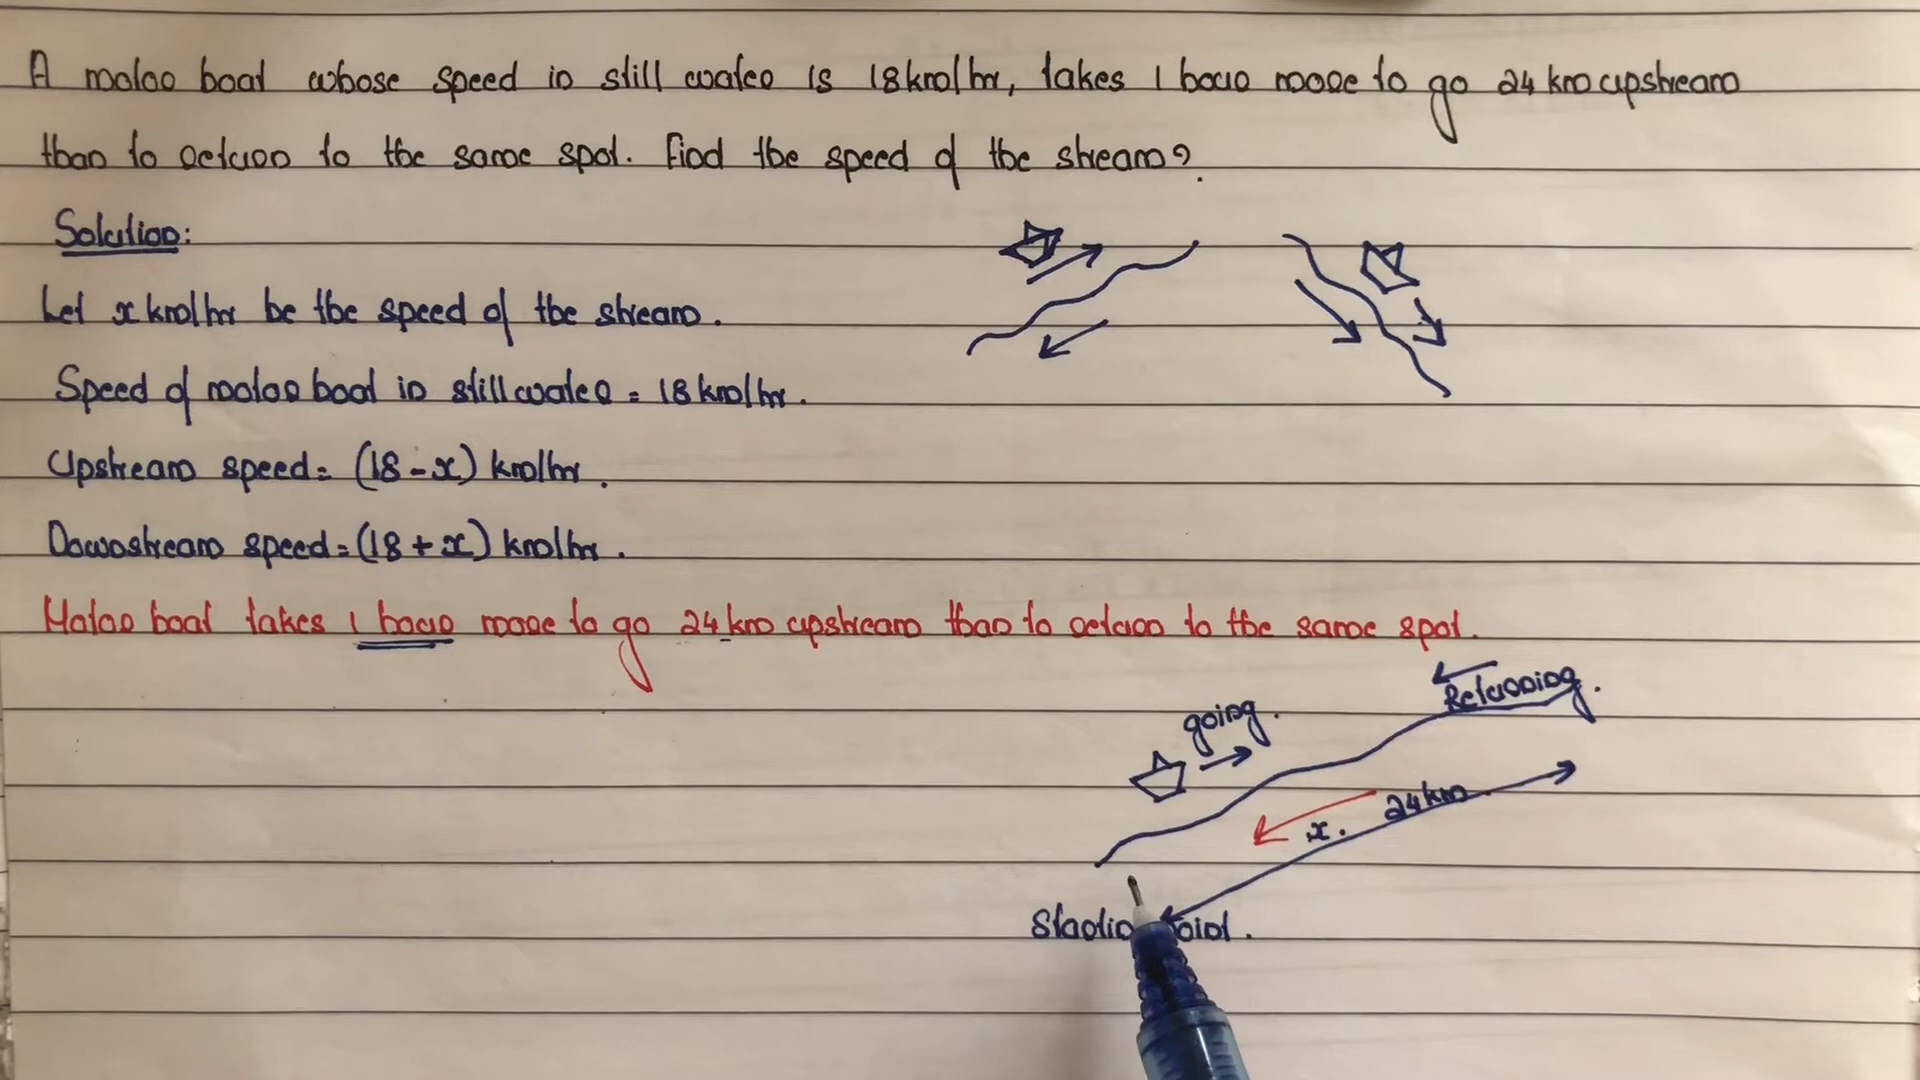 A motor boat whose speed in still water is 18km/hr, takes 1 hour more to go 24 km upstream
than to return to the same spot. Find the speed of the stream?
Solution:
Let x km/hr be the speed of the stream.
Speed of motor boat in still water = 18 km/hr.
Upstream speed = (18 - x) km/hr.
Downstream speed = (18 + x) km/hr.
Motor boat takes 1 hour more to go 24 km upstream than to return to the same spot.
Returning.
going.
24km
x.